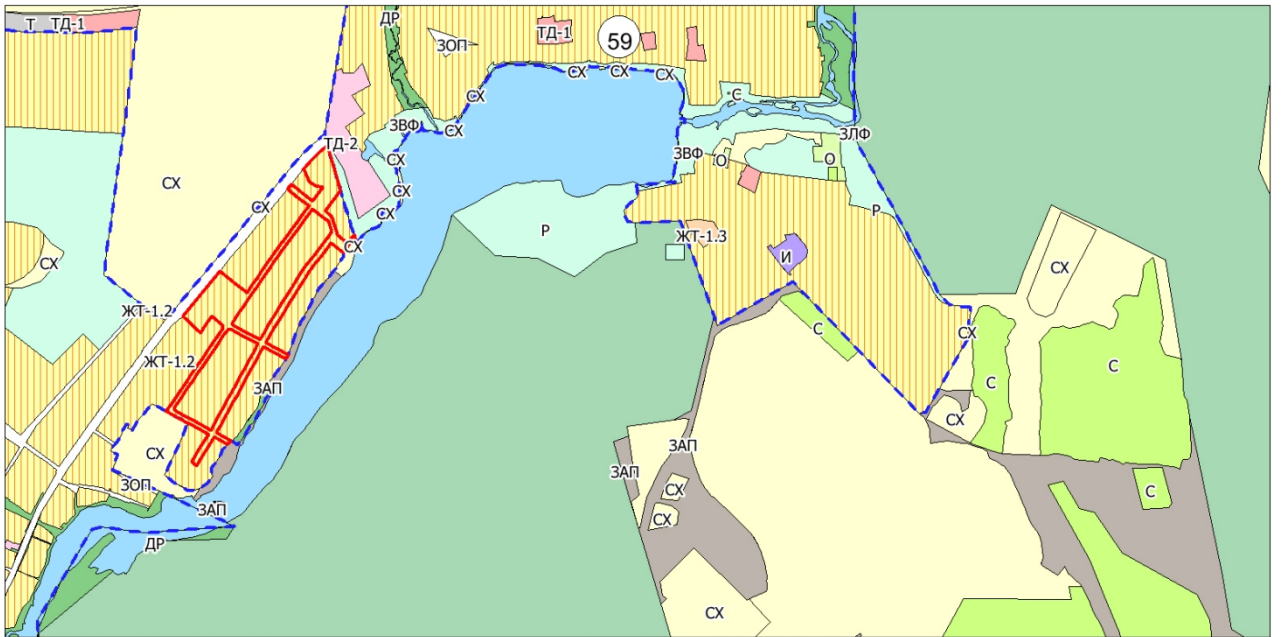 Т ТД-1
ДР
ЗОП
ТД-1
59
СХ СХ СХ
СХ
С
ЗВФ
СХ
ЗЛФ
ТД-2
ЗВФ
О
О
СХ
СХ
СХ
СХ
СХ
Р
Р
ЖТ-1.3
СХ
СХ
И
СХ
ЖТ-1.2
С
СХ
ЖТ-1.2
С
С
ЗАП
СХ
СХ
ЗАП
ЗАП
ЗОП
СХ
С
ЗАП
СХ
ДР
СХ